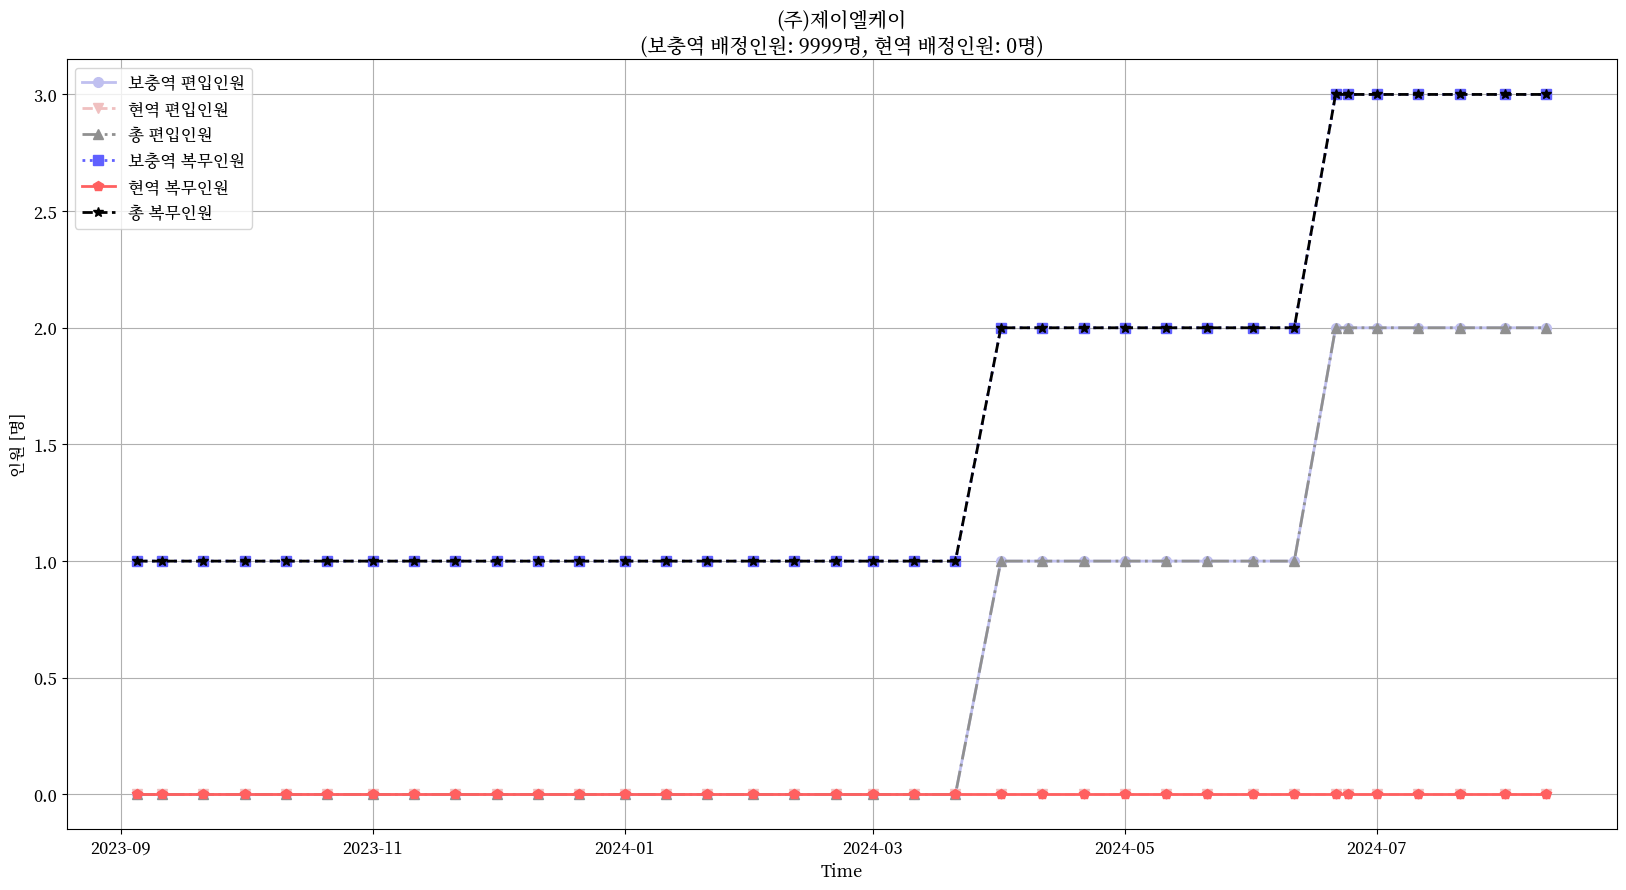 (주)제이엘케이
(보충역 배정인원: 9999명, 현역 배정인원: 0명)
보충역 편입인원
현역 편입인원
총 편입인원
보충역 복무인원
현역 복무인원
총 복무인원
인원 [명]
3.0
2.5
2.0
1.5
1.0
0.5
0.0
2023-09
2023-11
2024-01
2024-03
2024-05
2024-07
Time